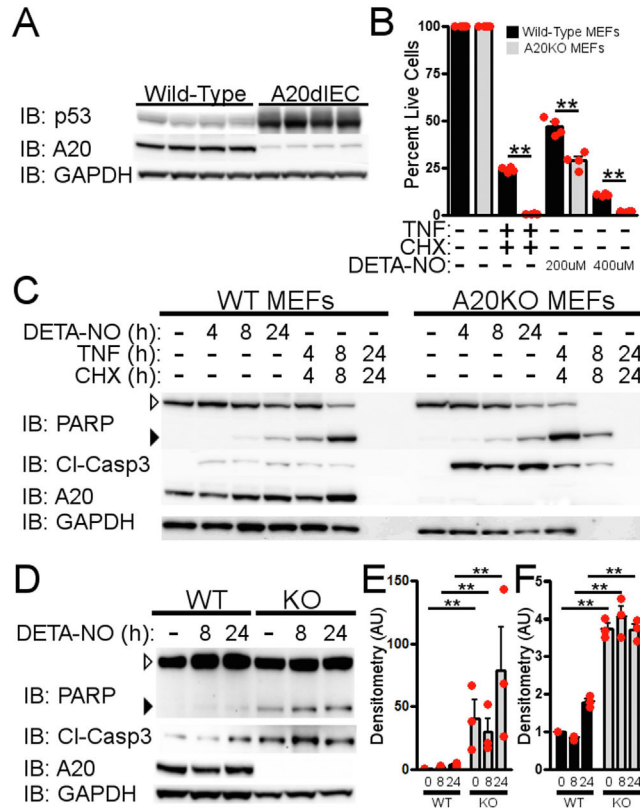 A
Wild-Type A20dIEC
IB: p53
IB: A20
IB: GAPDH
B
Percent Live Cells
100
75
50
25
0
Wild-Type MEFs
A20KO MEFs
** ** **
TNF: - - + + - - - -
CHX: - - + + - - - -
DETA-NO: - - - - 200uM 400uM
C
WT MEFs A20KO MEFs
DETA-NO (h): - 4 8 24 - - - - 4 8 24 - - -
TNF (h): - - - - 4 8 24 - - - - 4 8 24
CHX (h): - - - - 4 8 24 - - - - 4 8 24
IB: PARP
IB: Cl-Casp3
IB: A20
IB: GAPDH
D
WT KO
DETA-NO (h): - 8 24 - 8 24
IB: PARP
IB: Cl-Casp3
IB: A20
IB: GAPDH
E
Densitometry (AU)
150
100
50
0
** ** **
0 8 24 0 8 24
WT KO
F
Densitometry (AU)
5
4
3
2
1
0
** ** **
0 8 24 0 8 24
WT KO